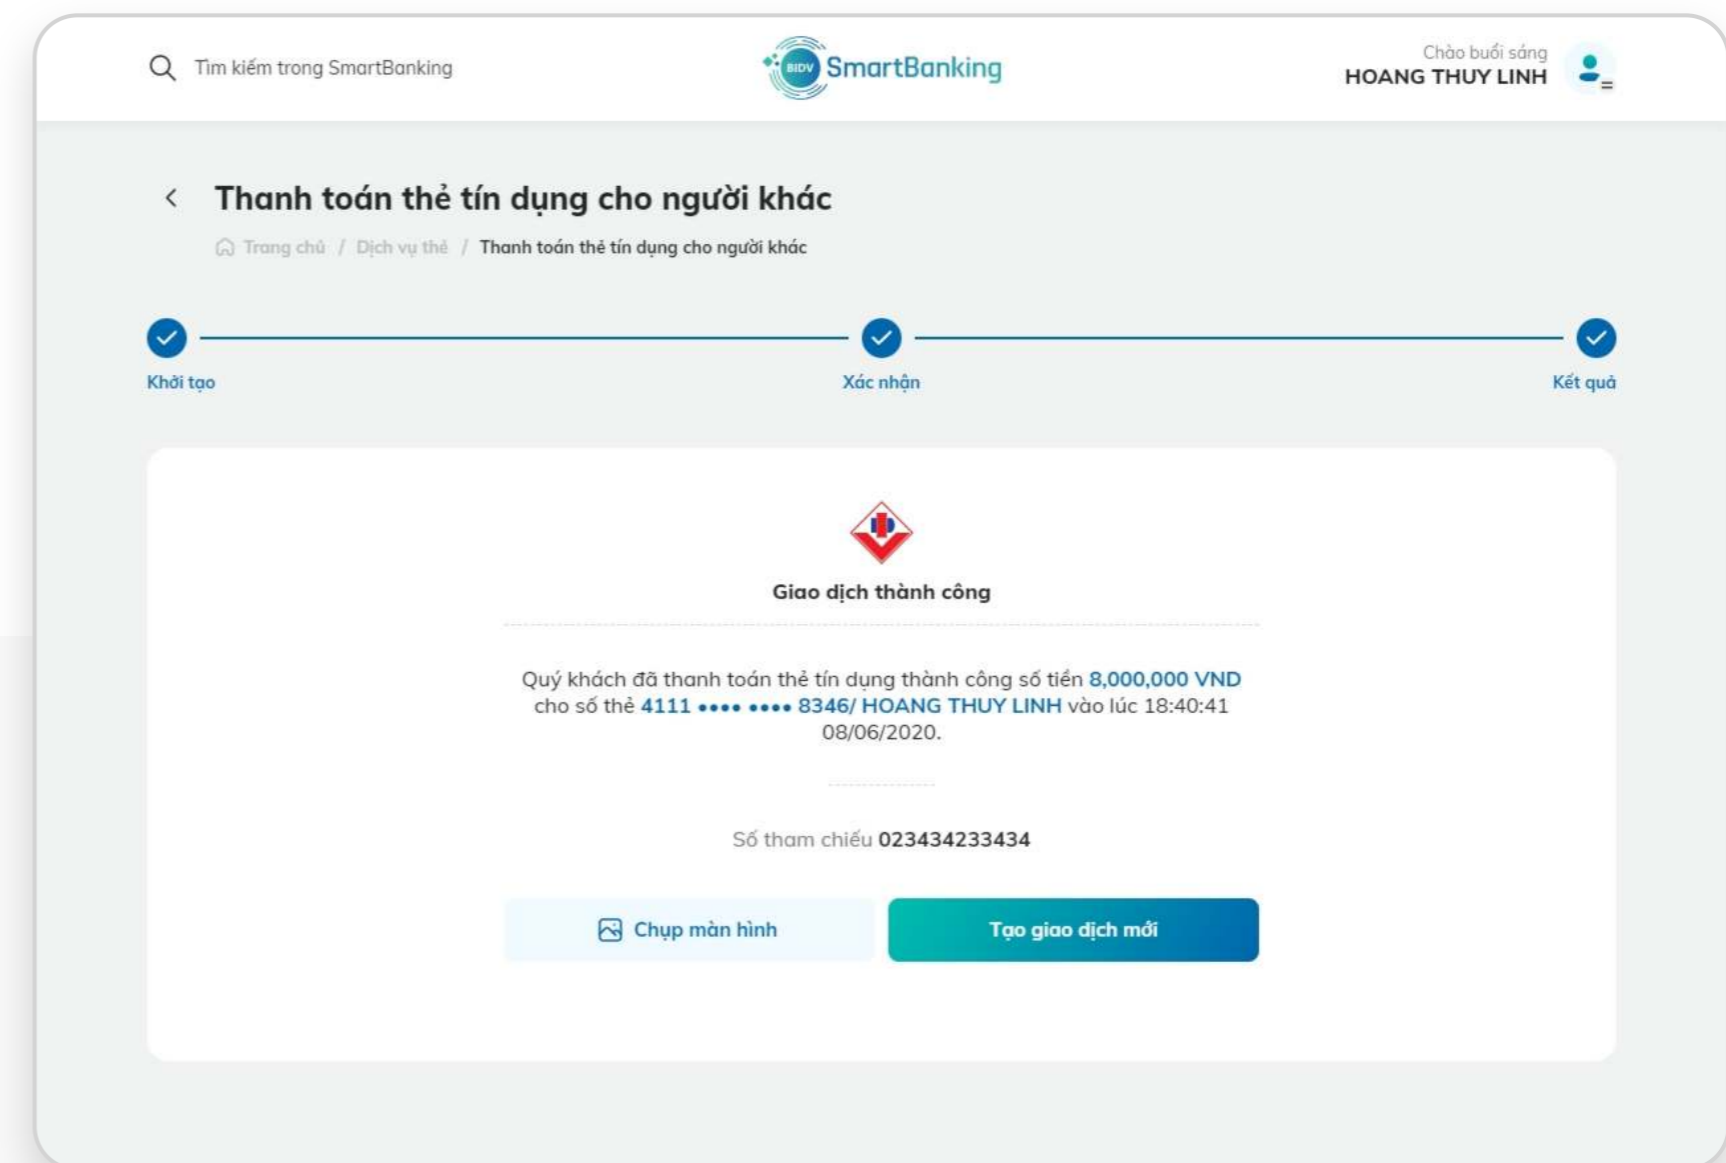 Tìm kiếm trong SmartBanking
BIDV SmartBanking
Chào buổi sáng
HOANG THUY LINH
Thanh toán thẻ tín dụng cho người khác
Trang chủ / Dịch vụ thẻ / Thanh toán thẻ tín dụng cho người khác
Khởi tạo
Xác nhận
Kết quả
Giao dịch thành công
Quý khách đã thanh toán thẻ tín dụng thành công số tiền 8,000,000 VND
cho số thẻ 4111 •••• •••• 8346/ HOANG THUY LINH vào lúc 18:40:41
08/06/2020.
Số tham chiếu 023434233434
Chụp màn hình
Tạo giao dịch mới